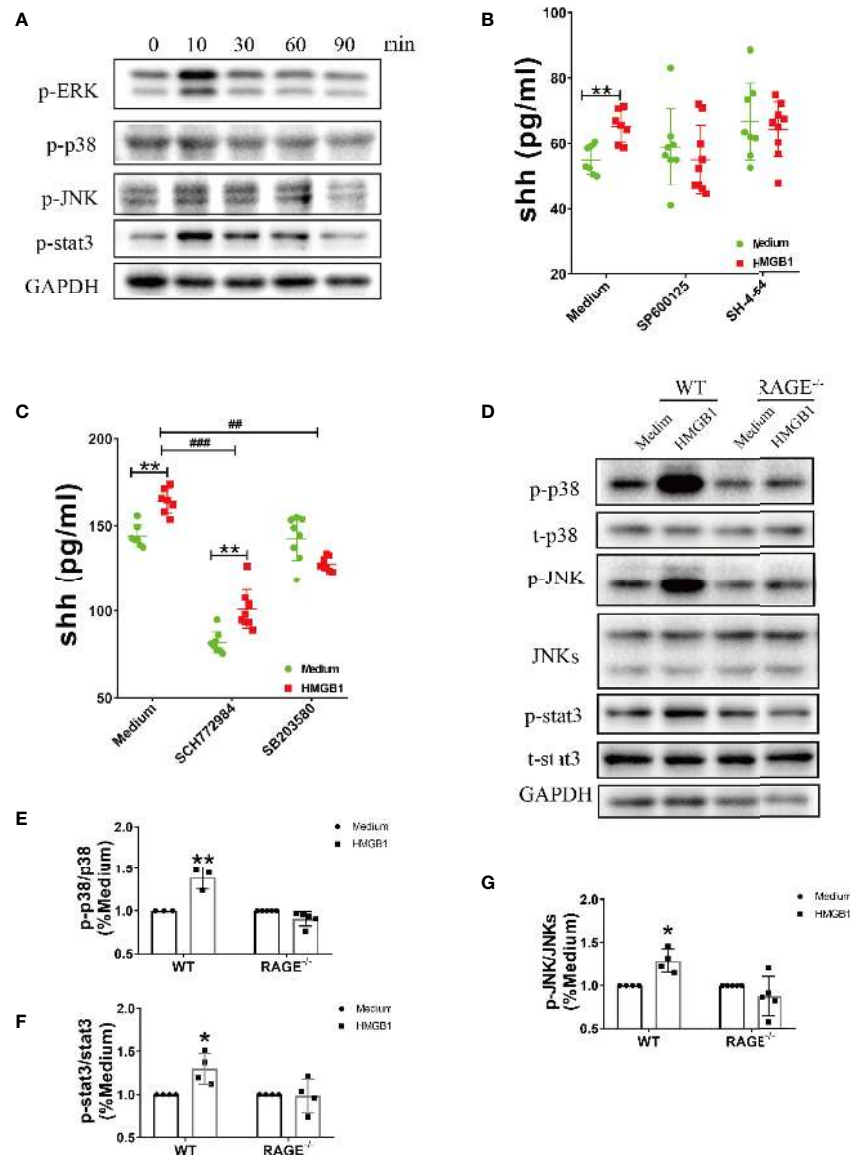 A
0 10 30 60 90 min
p-ERK
p-p38
p-JNK
p-stat3
GAPDH
B
shh (pg/ml)
100
80
60
40
20
**
Medium
HMGB1
Medium
SP600125
SH-4-54
C
shh (pg/ml)
200
150
100
50
##
###
**
**
Medium
HMGB1
Medium
SCH772984
SB203580
D
WT RAGE-/-
Medim HMGB1 Medium HMGB1
p-p38
t-p38
p-JNK
JNKs
p-stat3
t-stat3
GAPDH
E
p-p38/p38
(%Medium)
2.0
1.5
1.0
0.5
**
WT RAGE-/-
Medium
HMGB1
F
p-stat3/stat3
(%Medium)
2.0
1.5
1.0
0.5
*
WT RAGE-/-
Medium
HMGB1
G
p-JNK/JNKs
(%Medium)
2.0
1.5
1.0
0.5
*
WT RAGE-/-
Medium
HMGB1